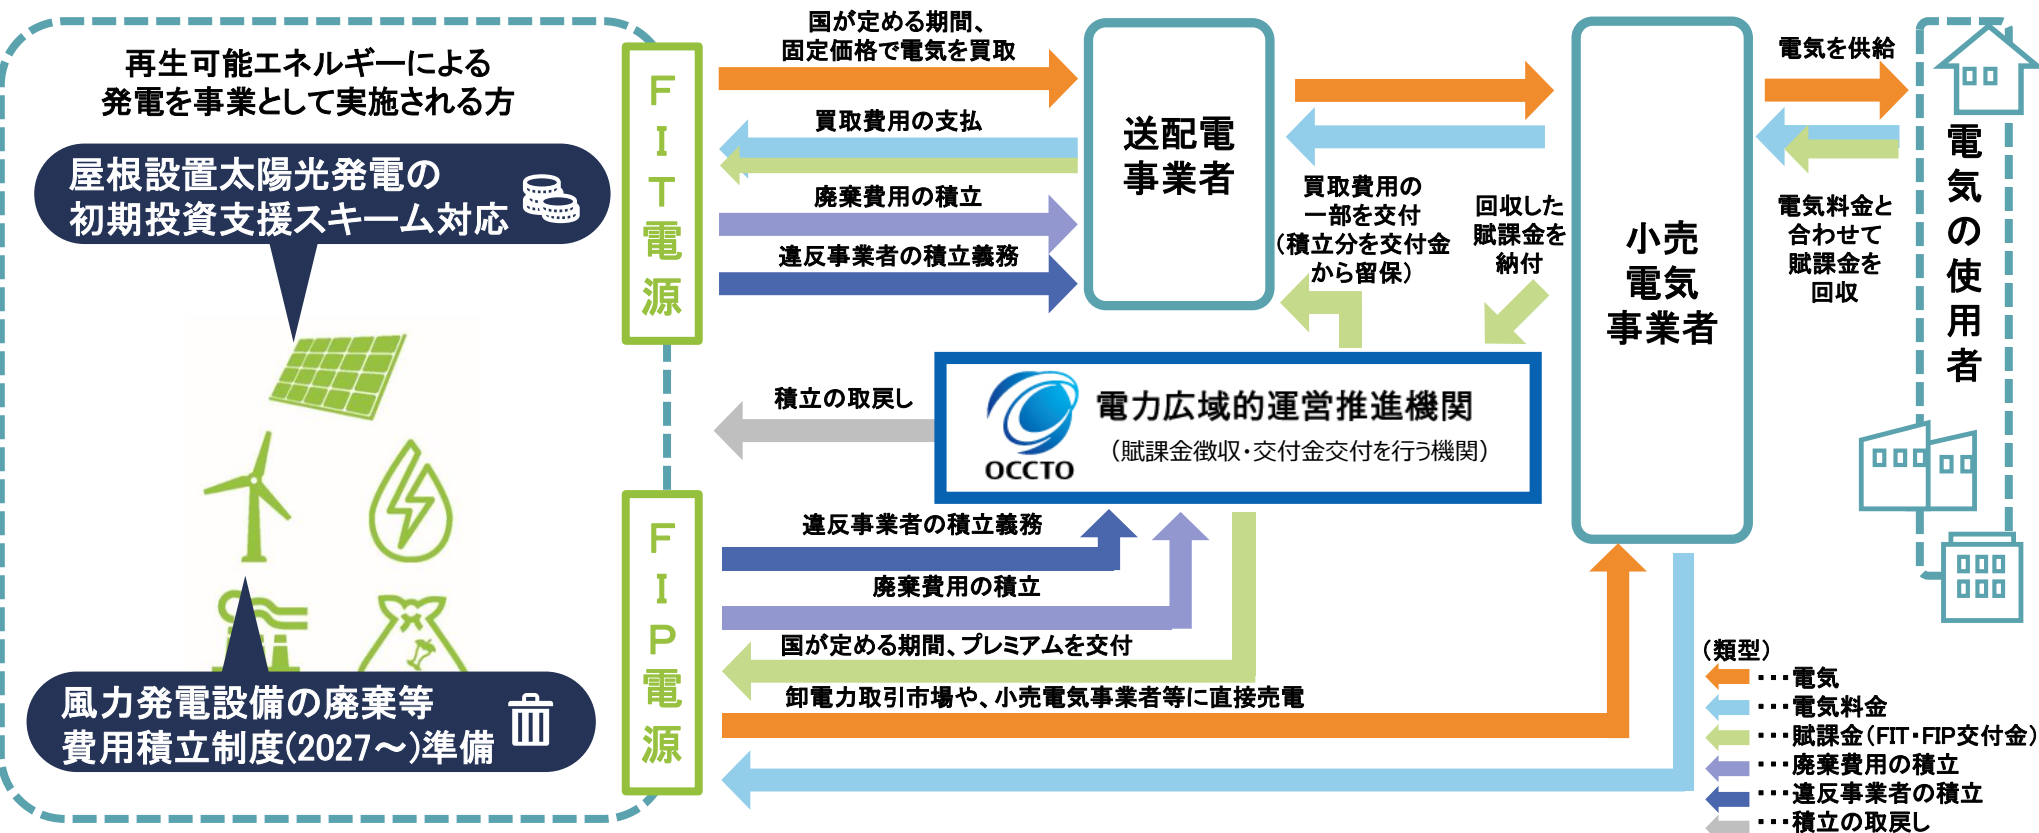 再生可能エネルギーによる
発電を事業として実施される方
屋根設置太陽光発電の
初期投資支援スキーム対応
風力発電設備の廃棄等
費用積立制度(2027～)準備
FIT電源
国が定める期間、
固定価格で電気を買取
買取費用の支払
廃棄費用の積立
違反事業者の積立義務
送配電
事業者
買取費用の
一部を交付
(積立分を交付金
から留保)
回収した
賦課金を
納付
小売
電気
事業者
電気を供給
電気料金と
合わせて
賦課金を
回収
電気の使用者
積立の取戻し
OCCTO
電力広域的運営推進機関
(賦課金徴収・交付金交付を行う機関)
FIP電源
違反事業者の積立義務
廃棄費用の積立
国が定める期間、プレミアムを交付
卸電力取引市場や、小売電気事業者等に直接売電
(類型)
・・・電気
・・・電気料金
・・・賦課金(FIT・FIP交付金)
・・・廃棄費用の積立
・・・違反事業者の積立
・・・積立の取戻し